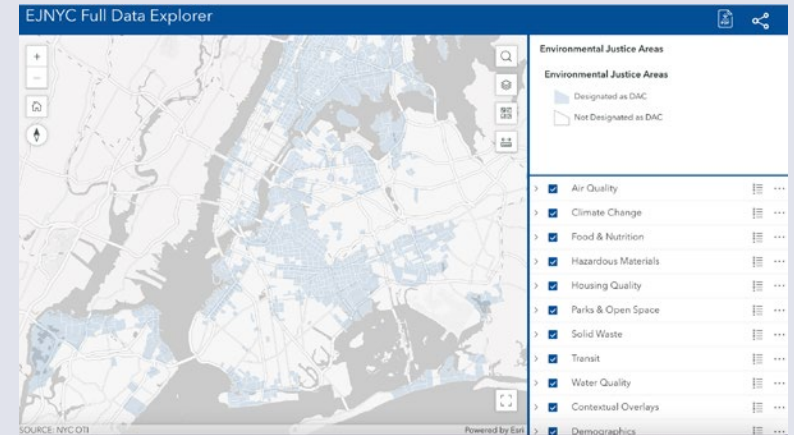 EJNYC Full Data Explorer
Environmental Justice Areas
Environmental Justice Areas
Designated as DAC
Not Designated as DAC
Air Quality
Climate Change
Food & Nutrition
Hazardous Materials
Housing Quality
Parks & Open Space
Solid Waste
Transit
Water Quality
Contextual Overlays
Demographics
SOURCE: NYC OTI
Powered by Esri